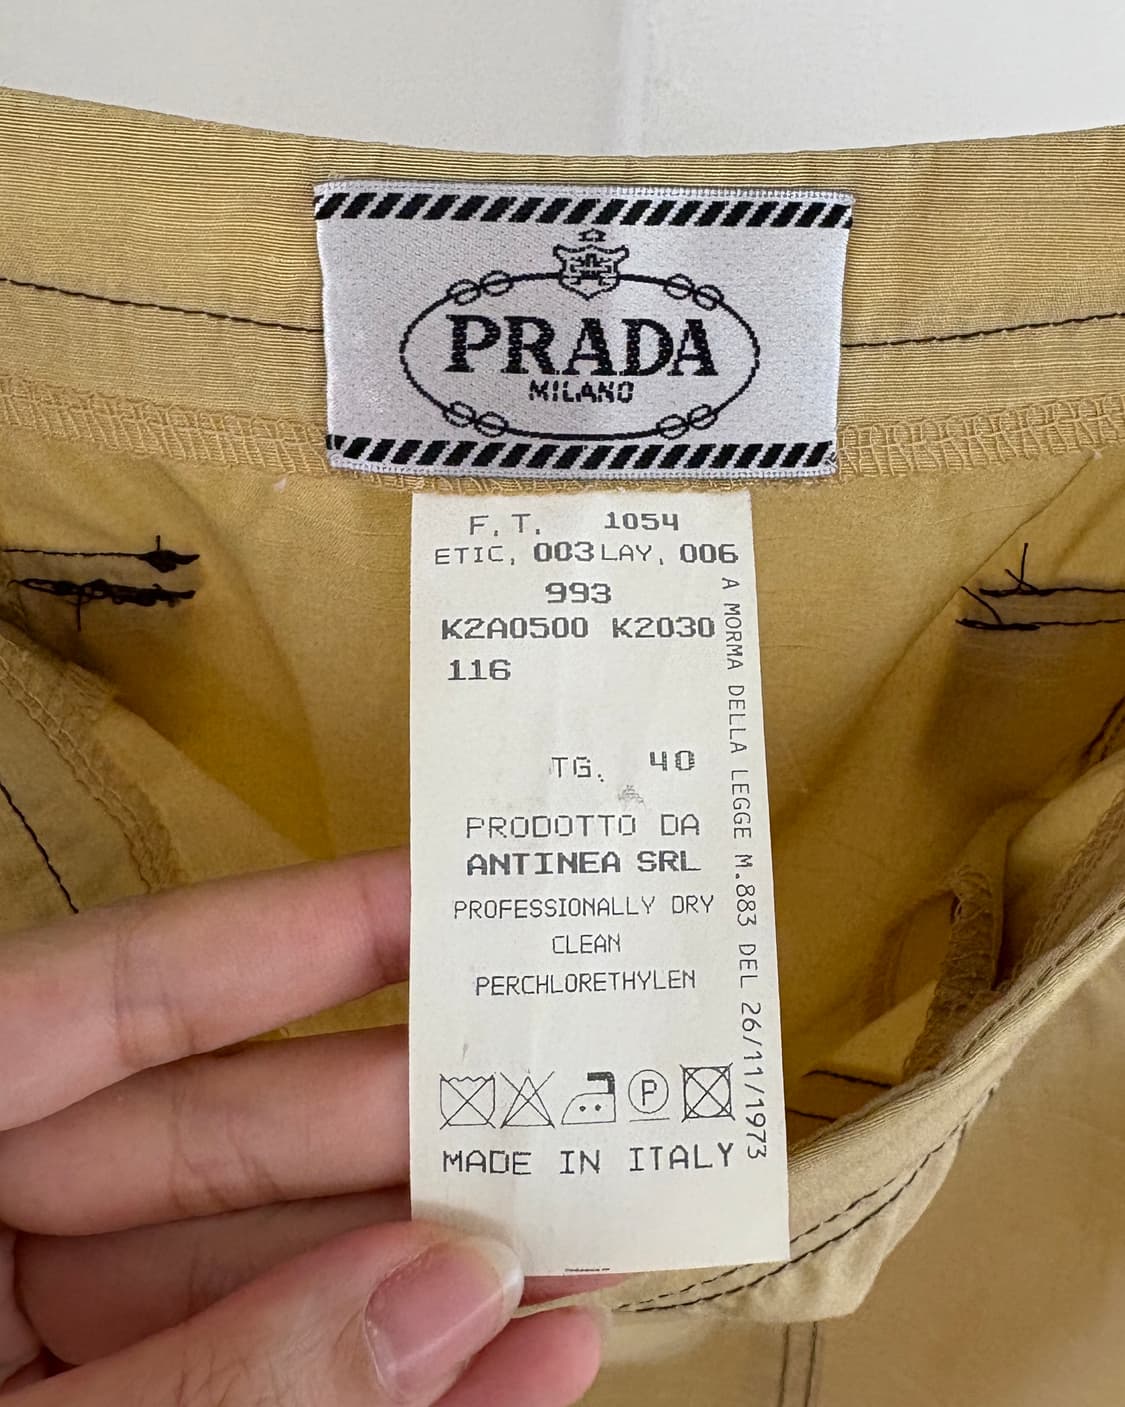 PRADA
MILANO
F.T. 1054
ETIC, 003 LAY, 006
993
K2A0500 K2030
116
TG. 40
PRODOTTO DA
ANTINEA SRL
PROFESSIONALLY DRY
CLEAN
PERCHLORETHYLEN
P
MADE IN ITALY
A MORMA DELLA LEGGE M.883 DEL 26/11/1973